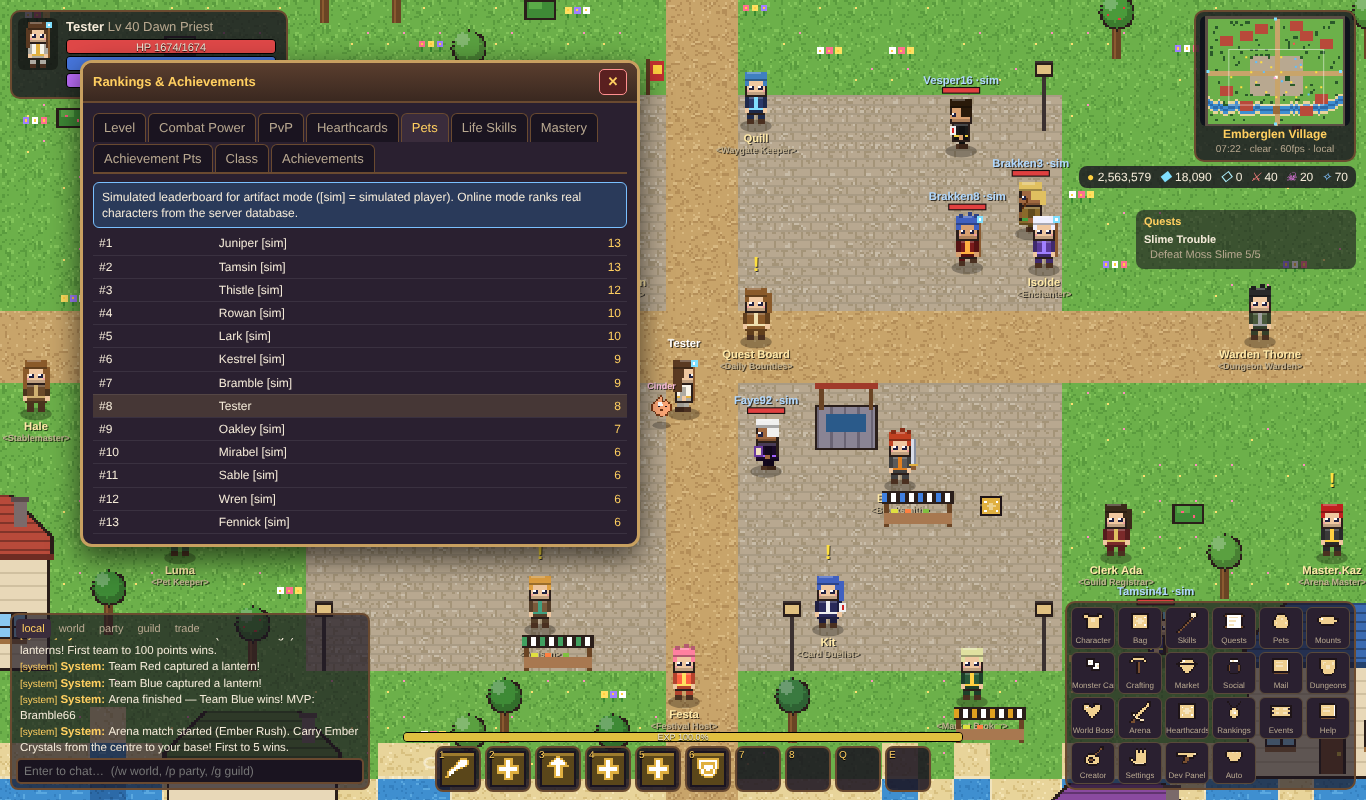 Tester Lv 40 Dawn Priest
HP 1674/1674
Rankings & Achievements
×
Level
Combat Power
PvP
Hearthcards
Pets
Life Skills
Mastery
Achievement Pts
Class
Achievements
Simulated leaderboard for artifact mode ([sim] = simulated player). Online mode ranks real
characters from the server database.
#1 Juniper [sim] 13
#2 Tamsin [sim] 13
#3 Thistle [sim] 12
#4 Rowan [sim] 10
#5 Lark [sim] 10
#6 Kestrel [sim] 9
#7 Bramble [sim] 9
#8 Tester 8
#9 Oakley [sim] 7
#10 Mirabel [sim] 6
#11 Sable [sim] 6
#12 Wren [sim] 6
#13 Fennick [sim] 6
Quill
<Waygate Keeper>
Vesper16 ·sim
Brakken3 ·sim
Brakken8 ·sim
Isolde
<Enchanter>
!
Quest Board
<Daily Bounties>
Tester
Cinder
Faye92 ·sim
Warden Thorne
<Dungeon Warden>
Hale
<Stablemaster>
Luma
<Pet Keeper>
!
!
Kit
<Card Duelist>
Festa
<Festival Host>
Clerk Ada
<Guild Registrar>
!
Master Kaz
<Arena Master>
Tamsin41 ·sim
Emberglen Village
07:22 · clear · 60fps · local
2,563,579 18,090 0 40 20 70
Quests
Slime Trouble
Defeat Moss Slime 5/5
local world party guild trade
lanterns! First team to 100 points wins.
[system] System: Team Red captured a lantern!
[system] System: Team Blue captured a lantern!
[system] System: Arena finished — Team Blue wins! MVP:
Bramble66
[system] System: Arena match started (Ember Rush). Carry Ember
Crystals from the centre to your base! First to 5 wins.
Enter to chat… (/w world, /p party, /g guild)
EXP 100.0%
1 2 3 4 5 6 7 8 Q E
Character Bag Skills Quests Pets Mounts
Monster Ca Crafting Market Social Mail Dungeons
World Boss Arena Hearthcards Rankings Events Help
Creator Settings Dev Panel Auto